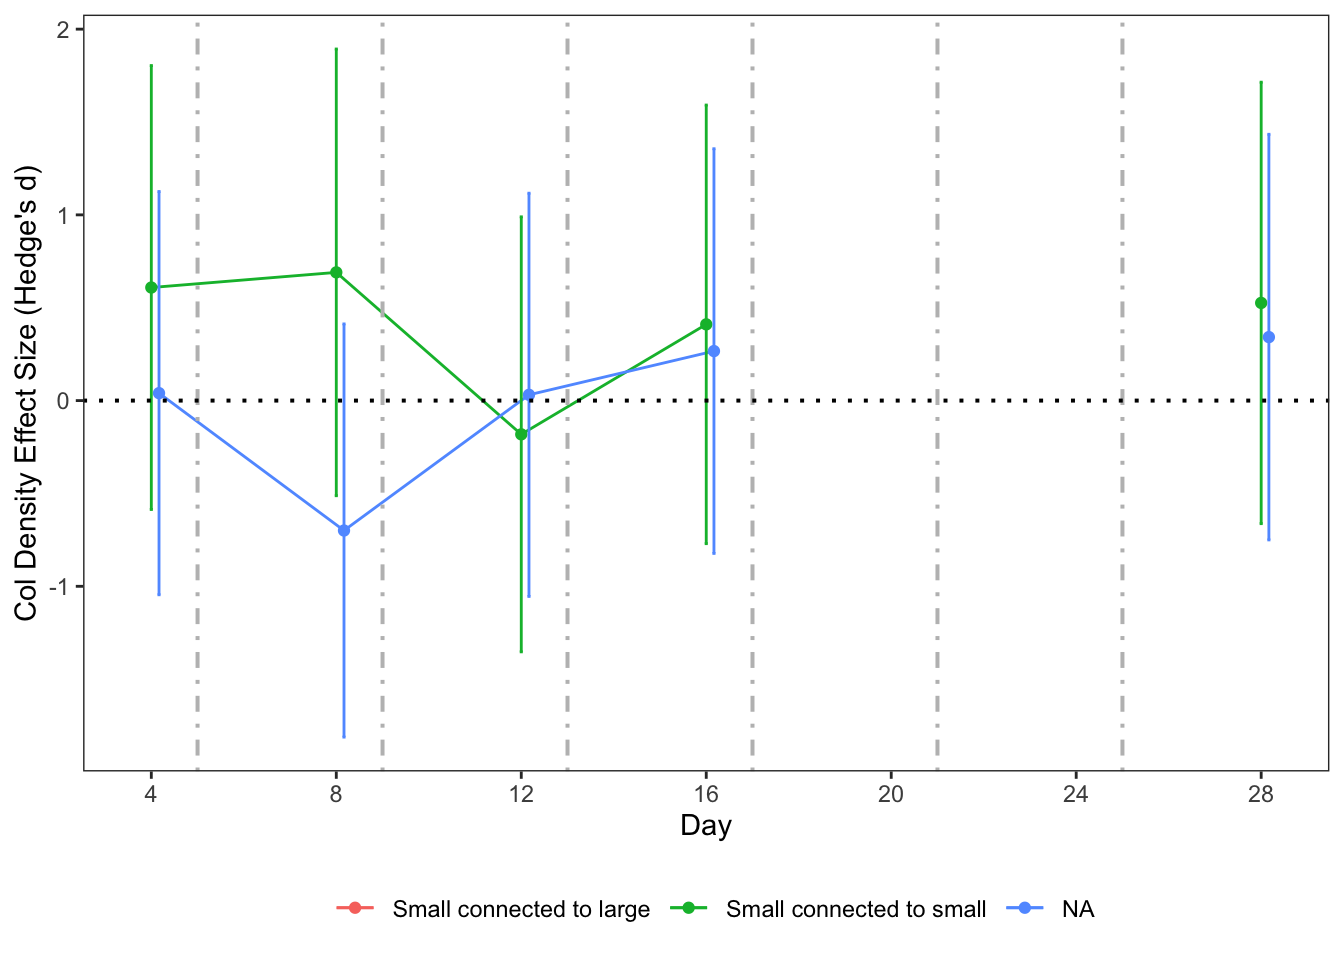 Col Density Effect Size (Hedge's d)
2
1
0
-1
4 8 12 16 20 24 28
Day
Small connected to large Small connected to small NA